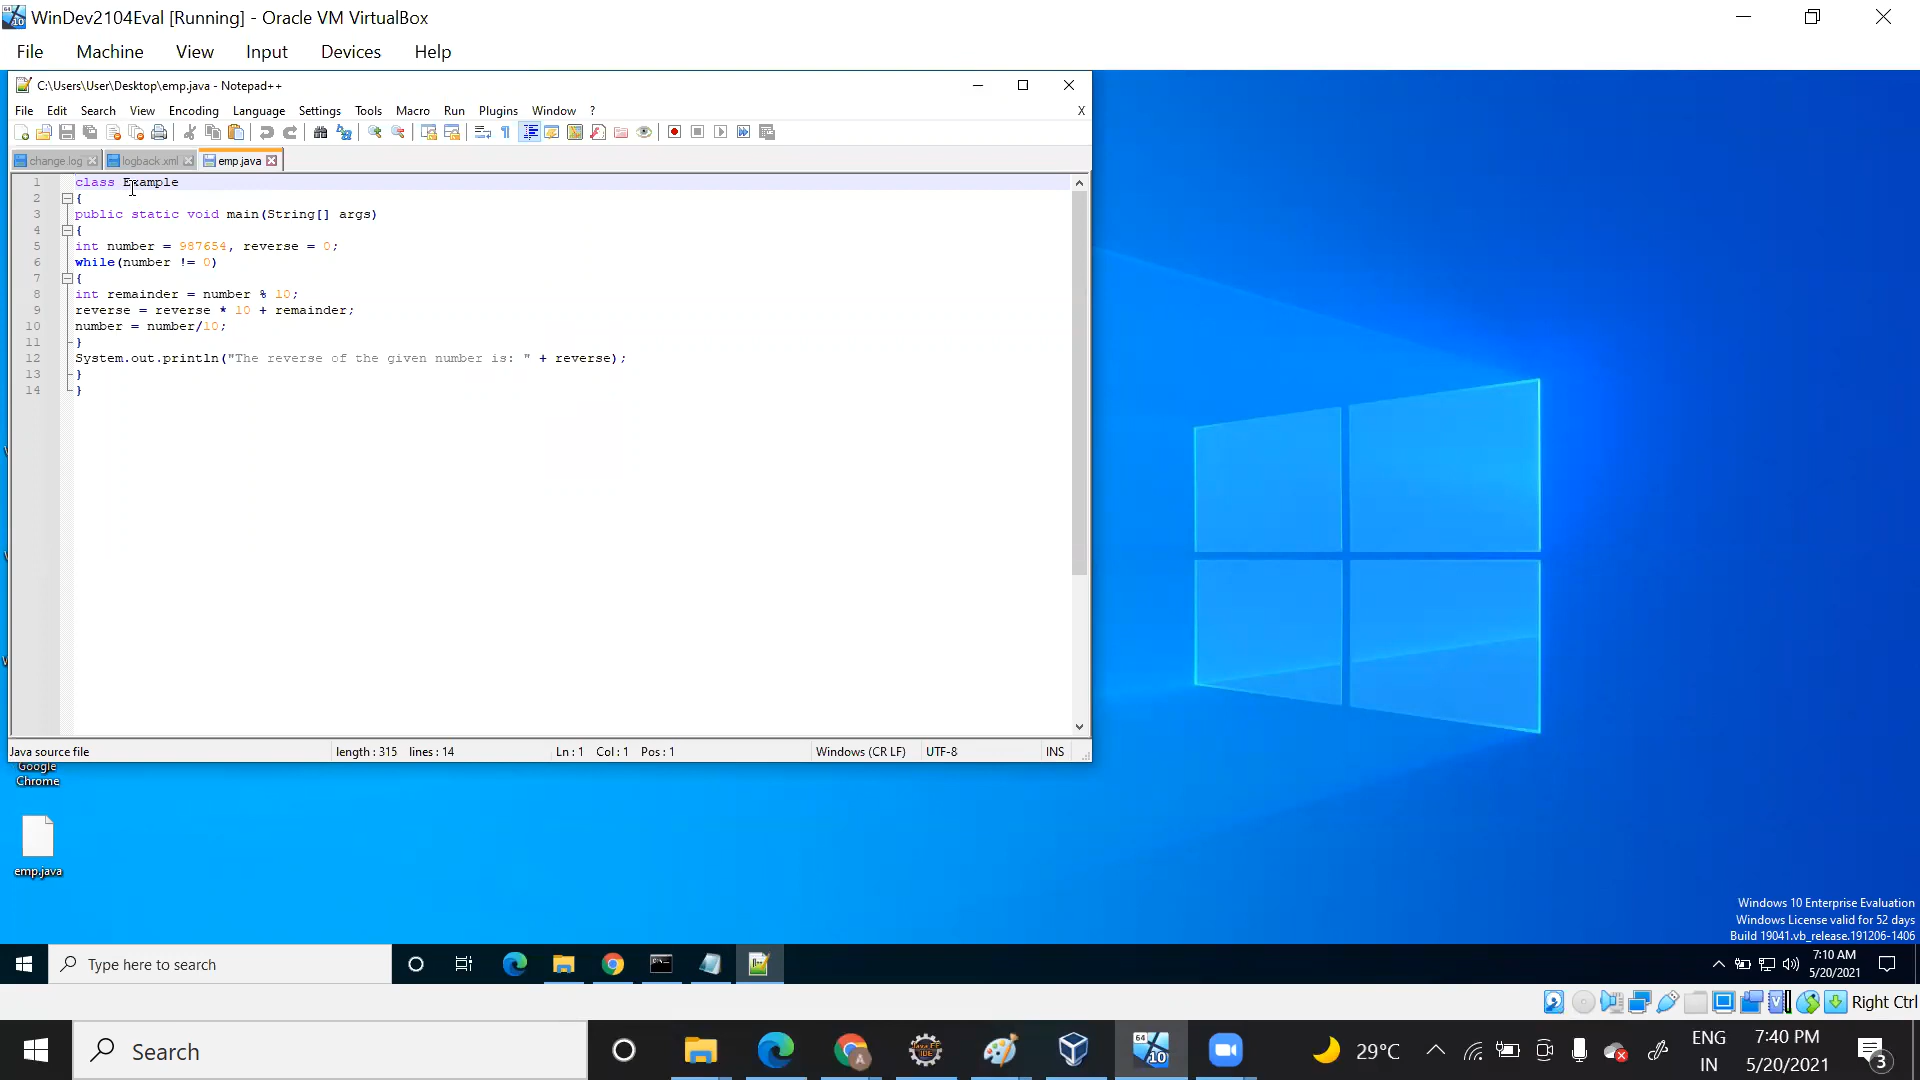 WinDev2104Eval [Running] - Oracle VM VirtualBox
File Machine View Input Devices Help
C:\Users\User\Desktop\emp.java - Notepad++
File Edit Search View Encoding Language Settings Tools Macro Run Plugins Window ? X
change.log logback.xml emp.java
1 class Example
2 {
3 public static void main(String[] args)
4 {
5 int number = 987654, reverse = 0;
6 while(number != 0)
7 {
8 int remainder = number % 10;
9 reverse = reverse * 10 + remainder;
10 number = number/10;
11 }
12 System.out.println("The reverse of the given number is: " + reverse);
13 }
14 }
Java source file length : 315 lines : 14 Ln : 1 Col : 1 Pos : 1 Windows (CR LF) UTF-8 INS
Google
Chrome
emp.java
Windows 10 Enterprise Evaluation
Windows License valid for 52 days
Build 19041.vb_release.191206-1406
Type here to search
7:10 AM
5/20/2021
Right Ctrl
Search
29°C
ENG
IN
7:40 PM
5/20/2021
3